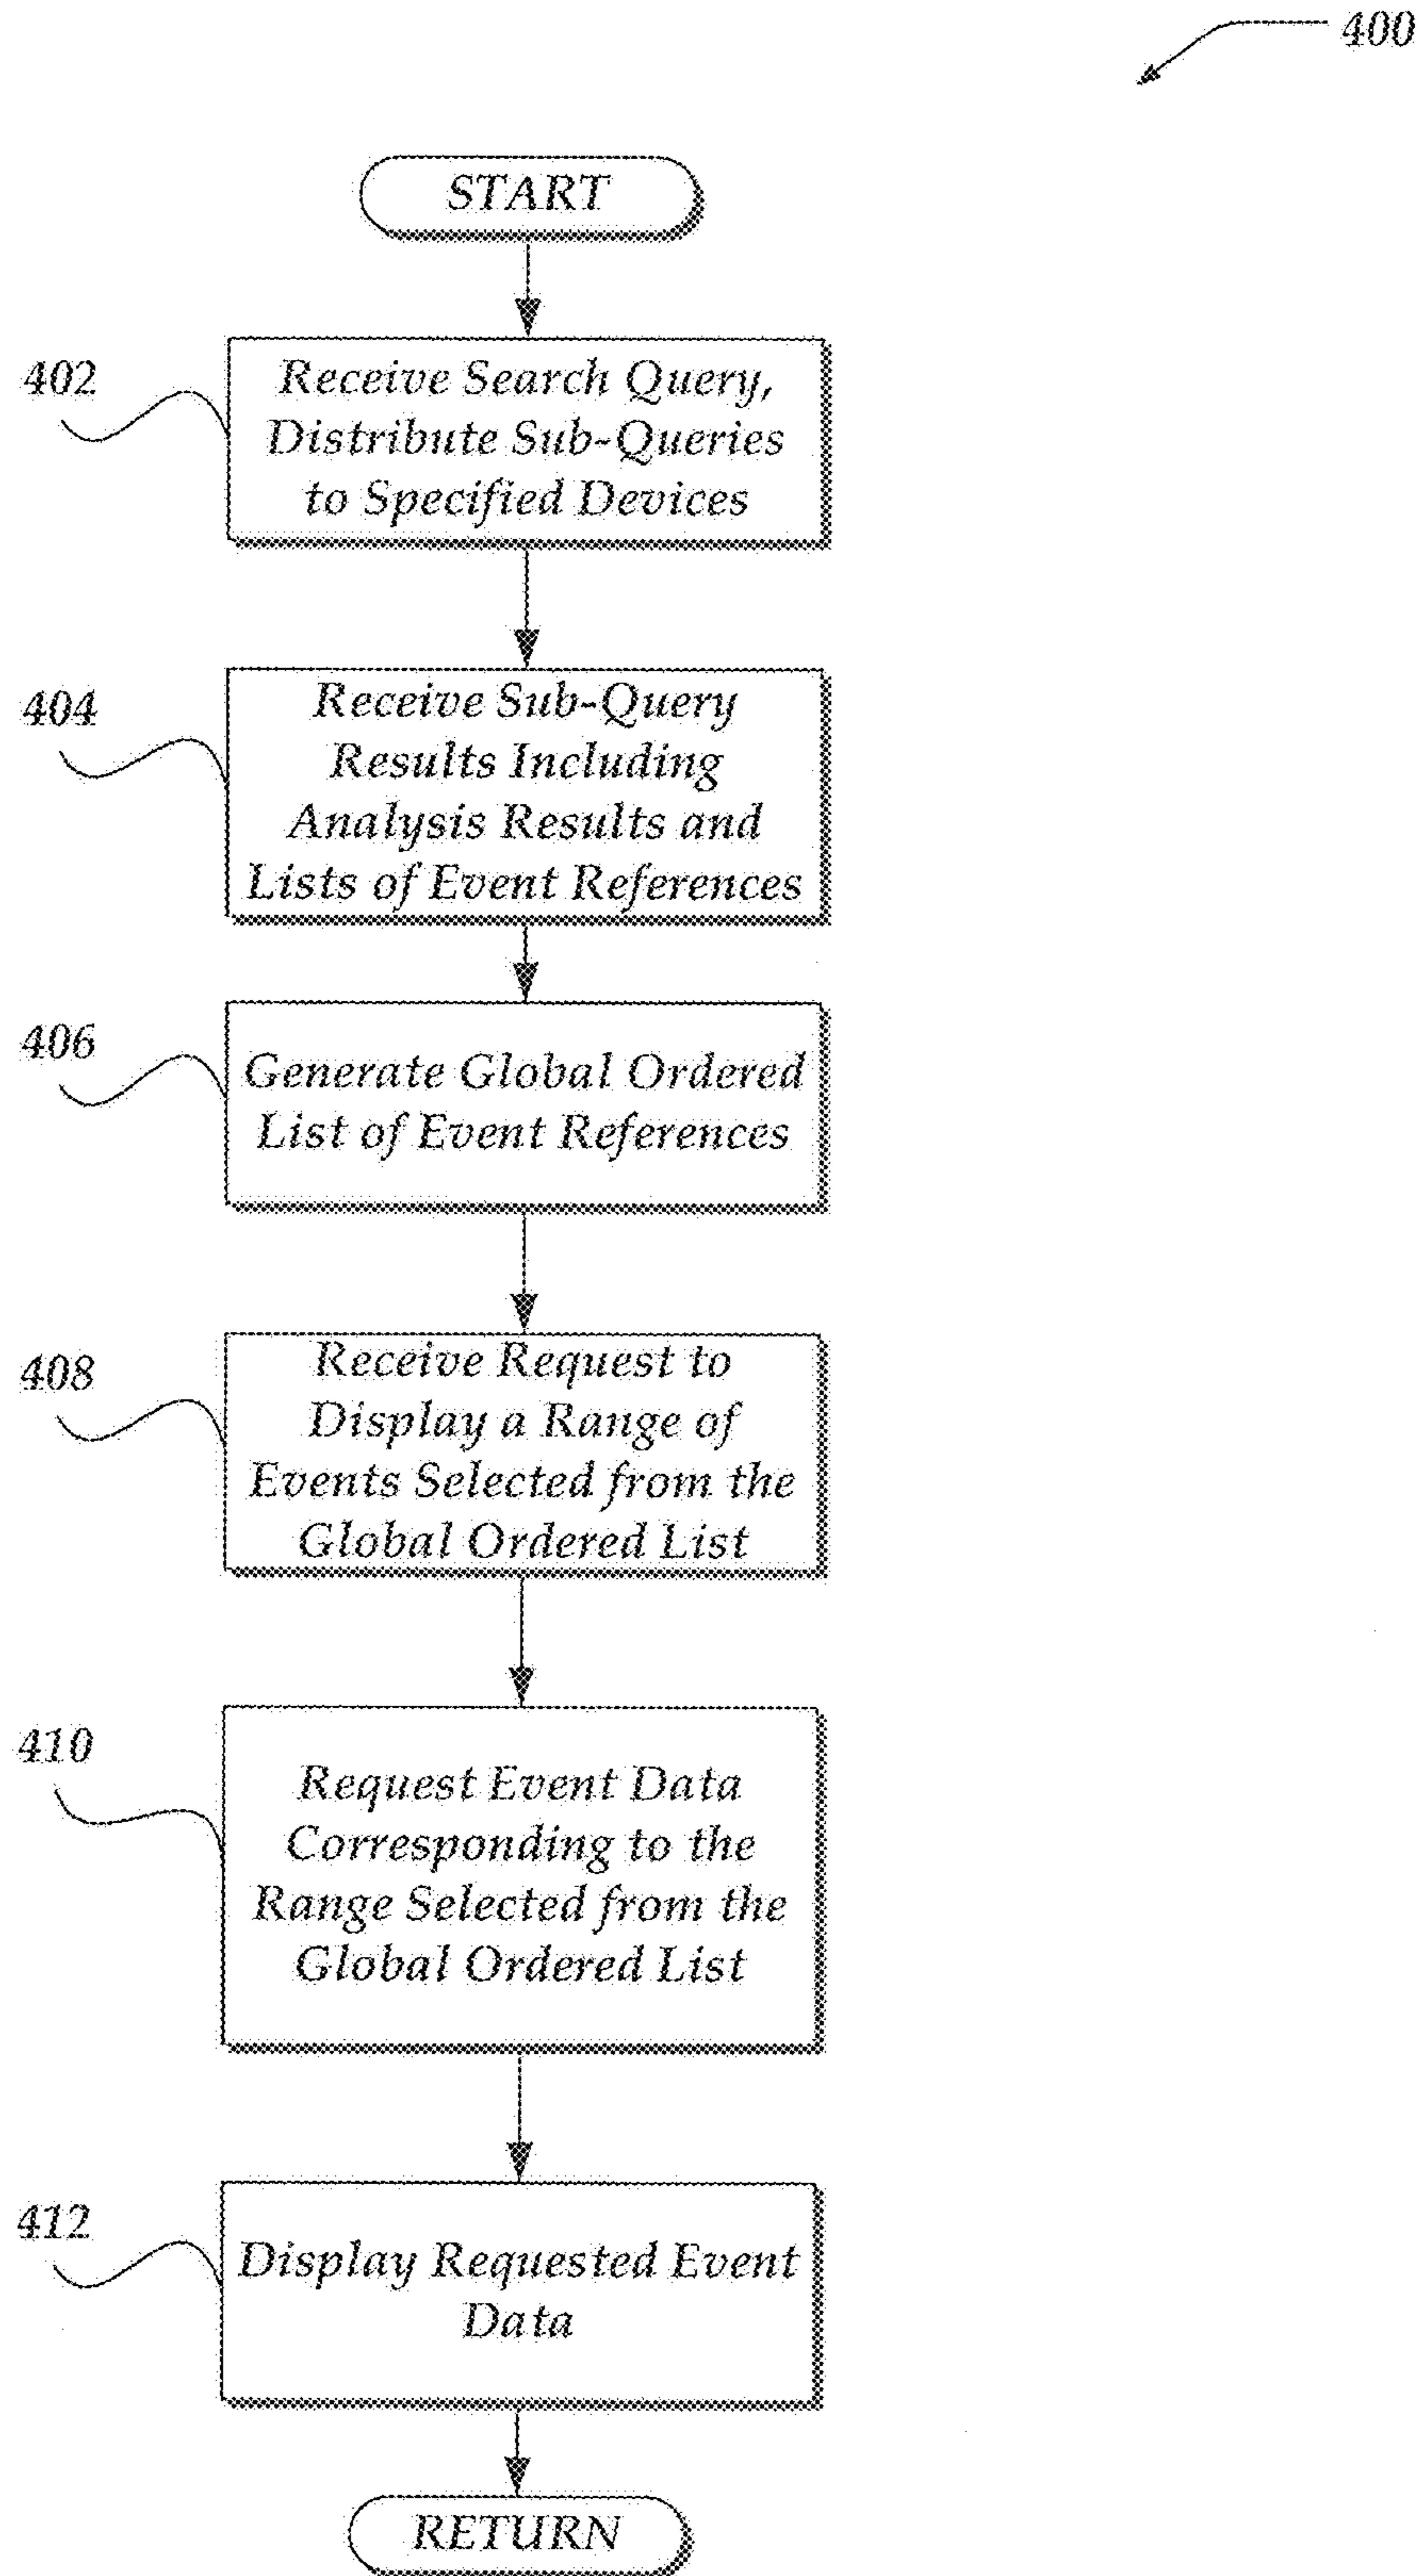 400
START
402
Receive Search Query,
Distribute Sub-Queries
to Specified Devices
404
Receive Sub-Query
Results Including
Analysis Results and
Lists of Event References
406
Generate Global Ordered
List of Event References
408
Receive Request to
Display a Range of
Events Selected from the
Global Ordered List
410
Request Event Data
Corresponding to the
Range Selected from the
Global Ordered List
412
Display Requested Event
Data
RETURN